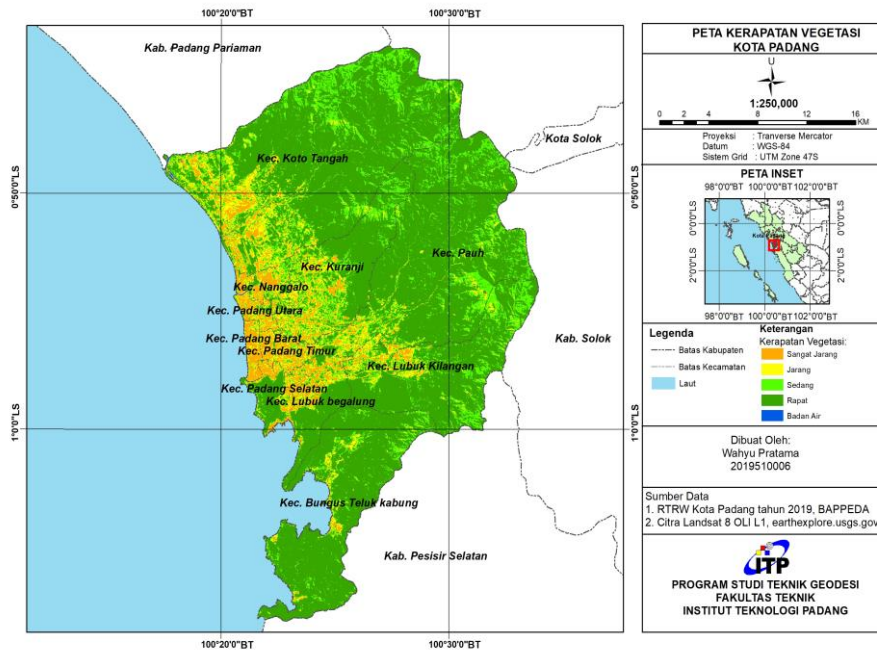 100°20'0"BT
100°30'0"BT
Kab. Padang Pariaman
Kota Solok
Kec. Koto Tangah
0°50'0"LS
0°50'0"LS
Kec. Pauh
Kec. Kuranji
Kec. Nanggalo
Kec. Padang Utara
Kec. Padang Barat
Kec. Padang Timur
Kab. Solok
Kec. Lubuk Kilangan
Kec. Padang Selatan
Kec. Lubuk begalung
1°0'0"LS
1°0'0"LS
Kec. Bungus Teluk kabung
Kab. Pesisir Selatan
100°20'0"BT
100°30'0"BT
PETA KERAPATAN VEGETASI
KOTA PADANG
U
1:250,000
0 2 4 8 12 16
KM
Proyeksi : Tranverse Mercator
Datum : WGS-84
Sistem Grid : UTM Zone 47S
PETA INSET
98°0'0"BT 100°0'0"BT 102°0'0"BT
0°0'0"LS
0°0'0"LS
Kota Padang
2°0'0"LS
2°0'0"LS
98°0'0"BT 100°0'0"BT 102°0'0"BT
Legenda
Batas Kabupaten
Batas Kecamatan
Laut
Keterangan
Kerapatan Vegetasi:
Sangat Jarang
Jarang
Sedang
Rapat
Badan Air
Dibuat Oleh:
Wahyu Pratama
2019510006
Sumber Data
1. RTRW Kota Padang tahun 2019, BAPPEDA
2. Citra Landsat 8 OLI L1, earthexplore.usgs.gov
ITP
PROGRAM STUDI TEKNIK GEODESI
FAKULTAS TEKNIK
INSTITUT TEKNOLOGI PADANG